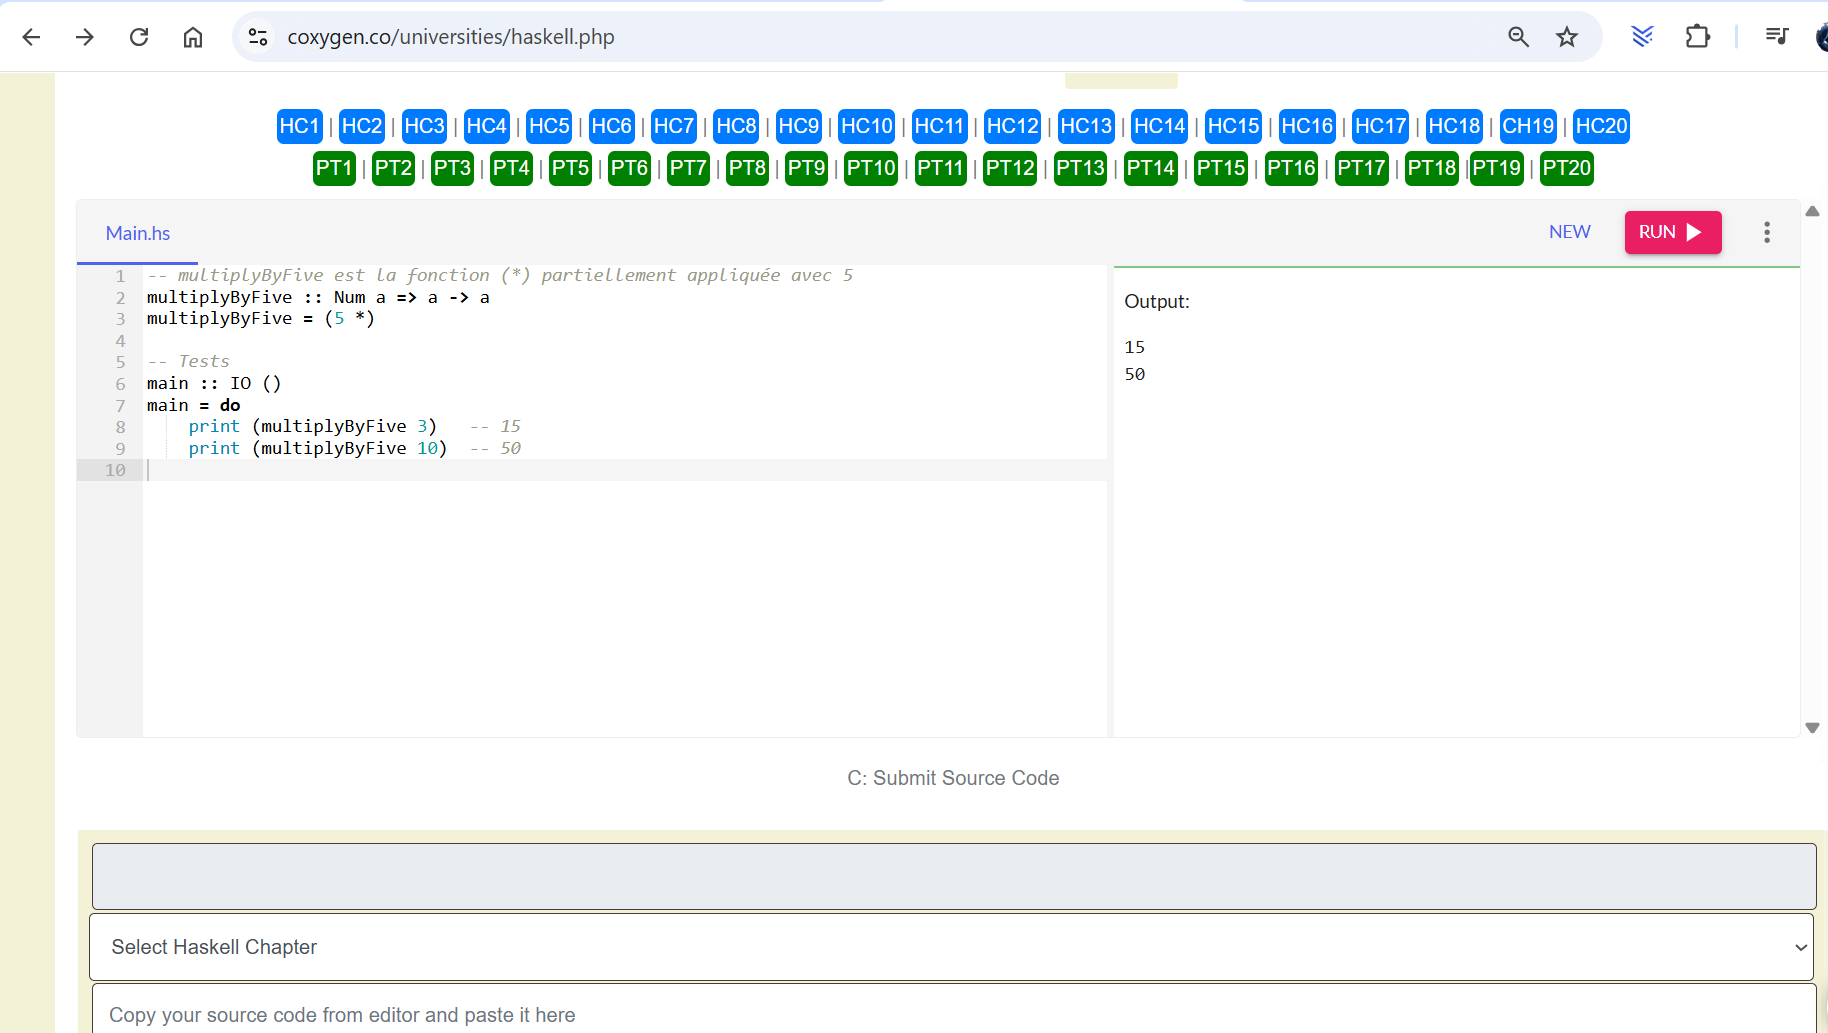 coxygen.co/universities/haskell.php
HC1 | HC2 | HC3 | HC4 | HC5 | HC6 | HC7 | HC8 | HC9 | HC10 | HC11 | HC12 | HC13 | HC14 | HC15 | HC16 | HC17 | HC18 | CH19 | HC20
PT1 | PT2 | PT3 | PT4 | PT5 | PT6 | PT7 | PT8 | PT9 | PT10 | PT11 | PT12 | PT13 | PT14 | PT15 | PT16 | PT17 | PT18 |PT19 | PT20
Main.hs
NEW
RUN
1 -- multiplyByFive est la fonction (*) partiellement appliquée avec 5
2 multiplyByFive :: Num a => a -> a
3 multiplyByFive = (5 *)
4
5 -- Tests
6 main :: IO ()
7 main = do
8     print (multiplyByFive 3)   -- 15
9     print (multiplyByFive 10)  -- 50
10
Output:
15
50
C: Submit Source Code
Select Haskell Chapter
Copy your source code from editor and paste it here